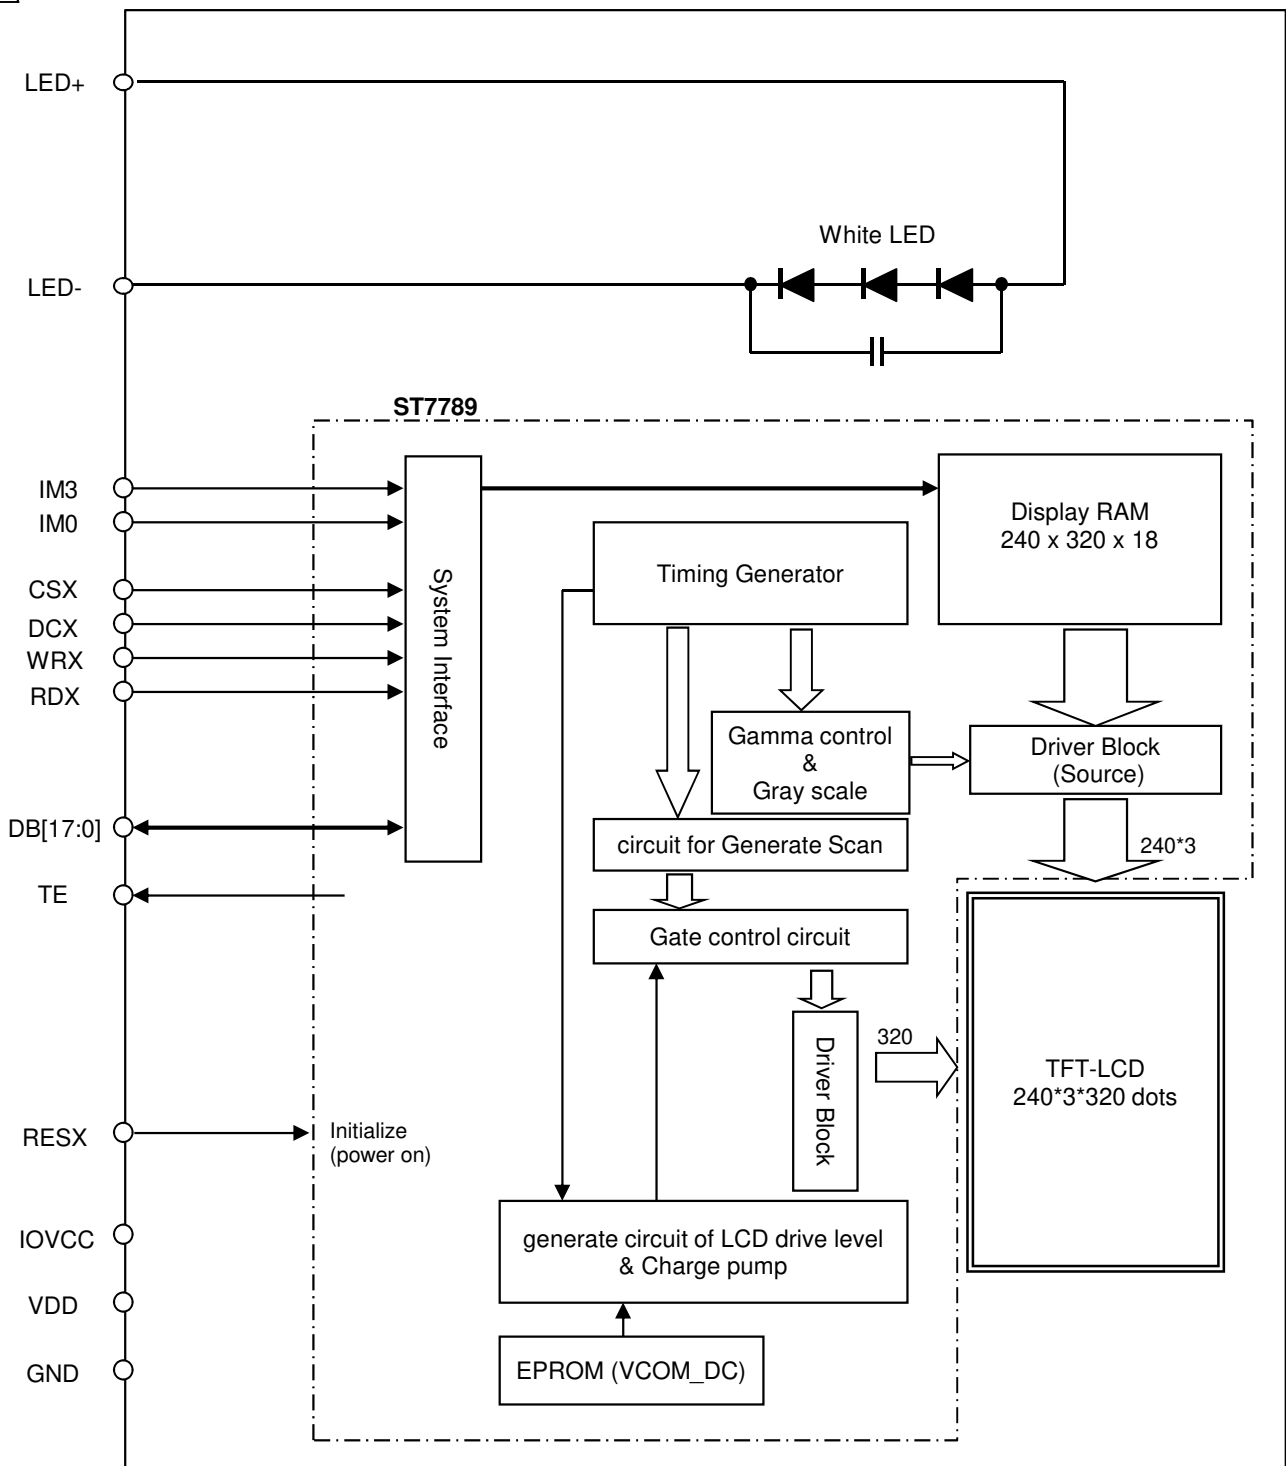 LED+
White LED
LED-
ST7789
IM3
IM0
CSX
DCX
WRX
RDX
DB[17:0]
TE
RESX
IOVCC
VDD
GND
System Interface
Display RAM
240 x 320 x 18
Timing Generator
Gamma control
&
Gray scale
Driver Block
(Source)
circuit for Generate Scan
240*3
Gate control circuit
Driver Block
320
TFT-LCD
240*3*320 dots
Initialize
(power on)
generate circuit of LCD drive level
& Charge pump
EPROM (VCOM_DC)